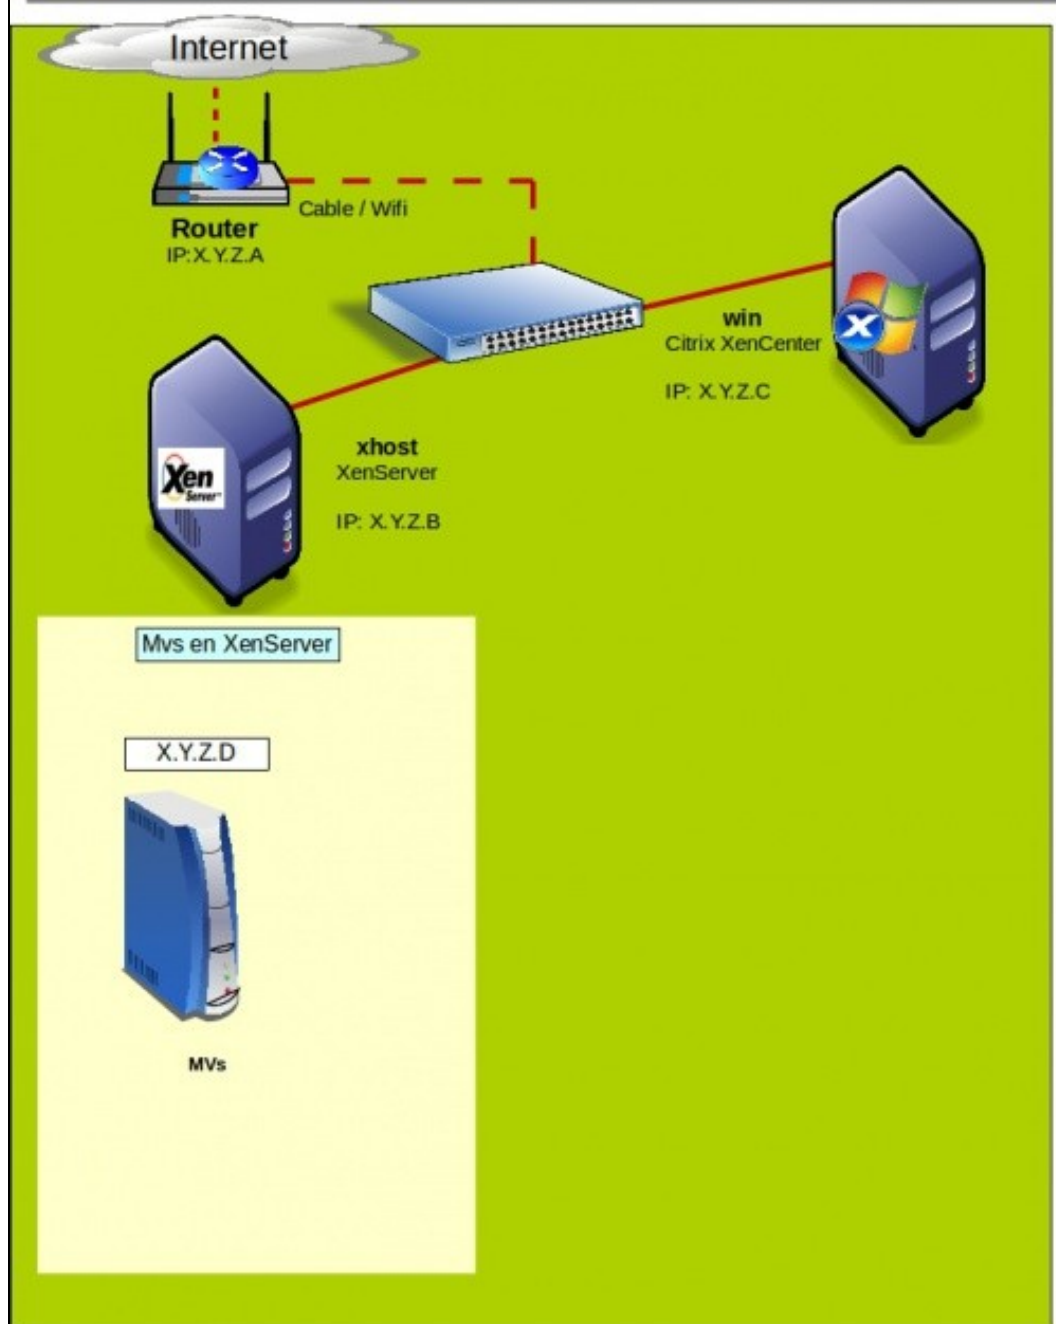 Internet
Cable / Wifi
Router
IP:X.Y.Z.A
win
Citrix XenCenter
IP: X.Y.Z.C
xhost
XenServer
IP: X.Y.Z.B
Xen
Server
Mvs en XenServer
X.Y.Z.D
MVs